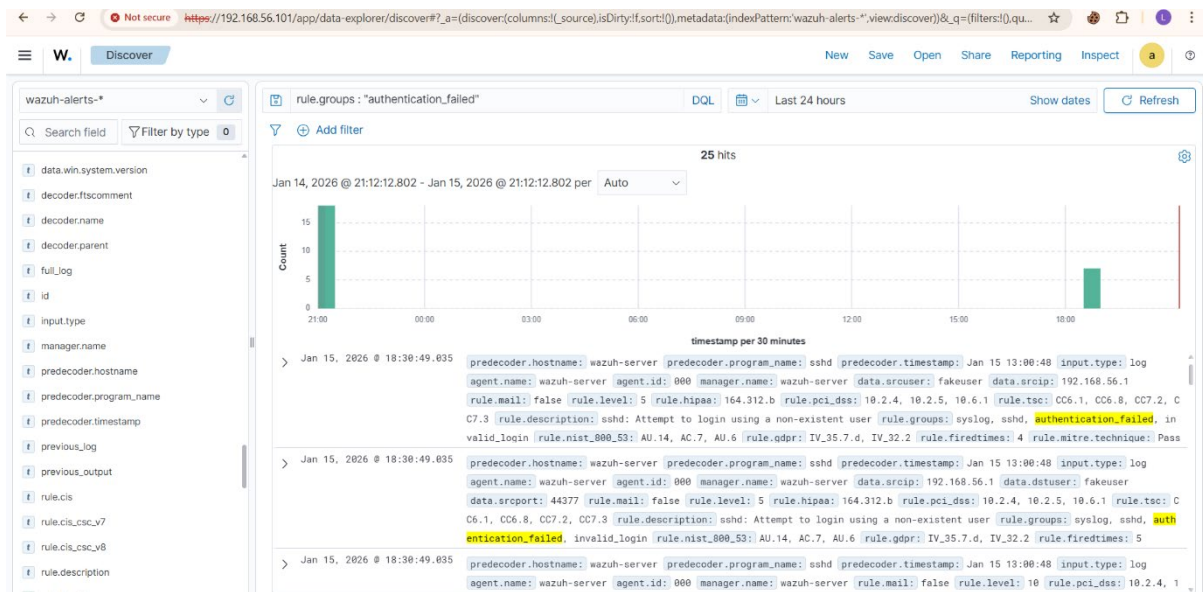 Not secure https://192.168.56.101/app/data-explorer/discover#?_a=(discover:(columns:!(_source),isDirty:!f,sort:!()),metadata:(indexPattern:'wazuh-alerts-*',view:discover))&_q=(filters:!(),qu...
L
W. Discover New Save Open Share Reporting Inspect a
wazuh-alerts-*
rule.groups : "authentication_failed" DQL Last 24 hours Show dates Refresh
Search field Filter by type 0
Add filter
25 hits
Jan 14, 2026 @ 21:12:12.802 - Jan 15, 2026 @ 21:12:12.802 per Auto
data.win.system.version
decoder.ftscomment
decoder.name
decoder.parent
full_log
id
input.type
manager.name
predecoder.hostname
predecoder.program_name
predecoder.timestamp
previous_log
previous_output
rule.cis
rule.cis_csc_v7
rule.cis_csc_v8
rule.description
Count
15
10
5
0
21:00 00:00 03:00 06:00 09:00 12:00 15:00 18:00
timestamp per 30 minutes
Jan 15, 2026 @ 18:30:49.035
predecoder.hostname: wazuh-server predecoder.program_name: sshd predecoder.timestamp: Jan 15 13:00:48 input.type: log
agent.name: wazuh-server agent.id: 000 manager.name: wazuh-server data.srcuser: fakeuser data.srcip: 192.168.56.1
rule.mail: false rule.level: 5 rule.hipaa: 164.312.b rule.pci_dss: 10.2.4, 10.2.5, 10.6.1 rule.tsc: CC6.1, CC6.8, CC7.2, C
C7.3 rule.description: sshd: Attempt to login using a non-existent user rule.groups: syslog, sshd, authentication_failed, in
valid_login rule.nist_800_53: AU.14, AC.7, AU.6 rule.gdpr: IV_35.7.d, IV_32.2 rule.firedtimes: 4 rule.mitre.technique: Pass
Jan 15, 2026 @ 18:30:49.035
predecoder.hostname: wazuh-server predecoder.program_name: sshd predecoder.timestamp: Jan 15 13:00:48 input.type: log
agent.name: wazuh-server agent.id: 000 manager.name: wazuh-server data.srcip: 192.168.56.1 data.dstuser: fakeuser
data.srcport: 44377 rule.mail: false rule.level: 5 rule.hipaa: 164.312.b rule.pci_dss: 10.2.4, 10.2.5, 10.6.1 rule.tsc: C
C6.1, CC6.8, CC7.2, CC7.3 rule.description: sshd: Attempt to login using a non-existent user rule.groups: syslog, sshd, auth
entication_failed, invalid_login rule.nist_800_53: AU.14, AC.7, AU.6 rule.gdpr: IV_35.7.d, IV_32.2 rule.firedtimes: 5
Jan 15, 2026 @ 18:30:49.035
predecoder.hostname: wazuh-server predecoder.program_name: sshd predecoder.timestamp: Jan 15 13:00:48 input.type: log
agent.name: wazuh-server agent.id: 000 manager.name: wazuh-server rule.mail: false rule.level: 10 rule.pci_dss: 10.2.4, 1